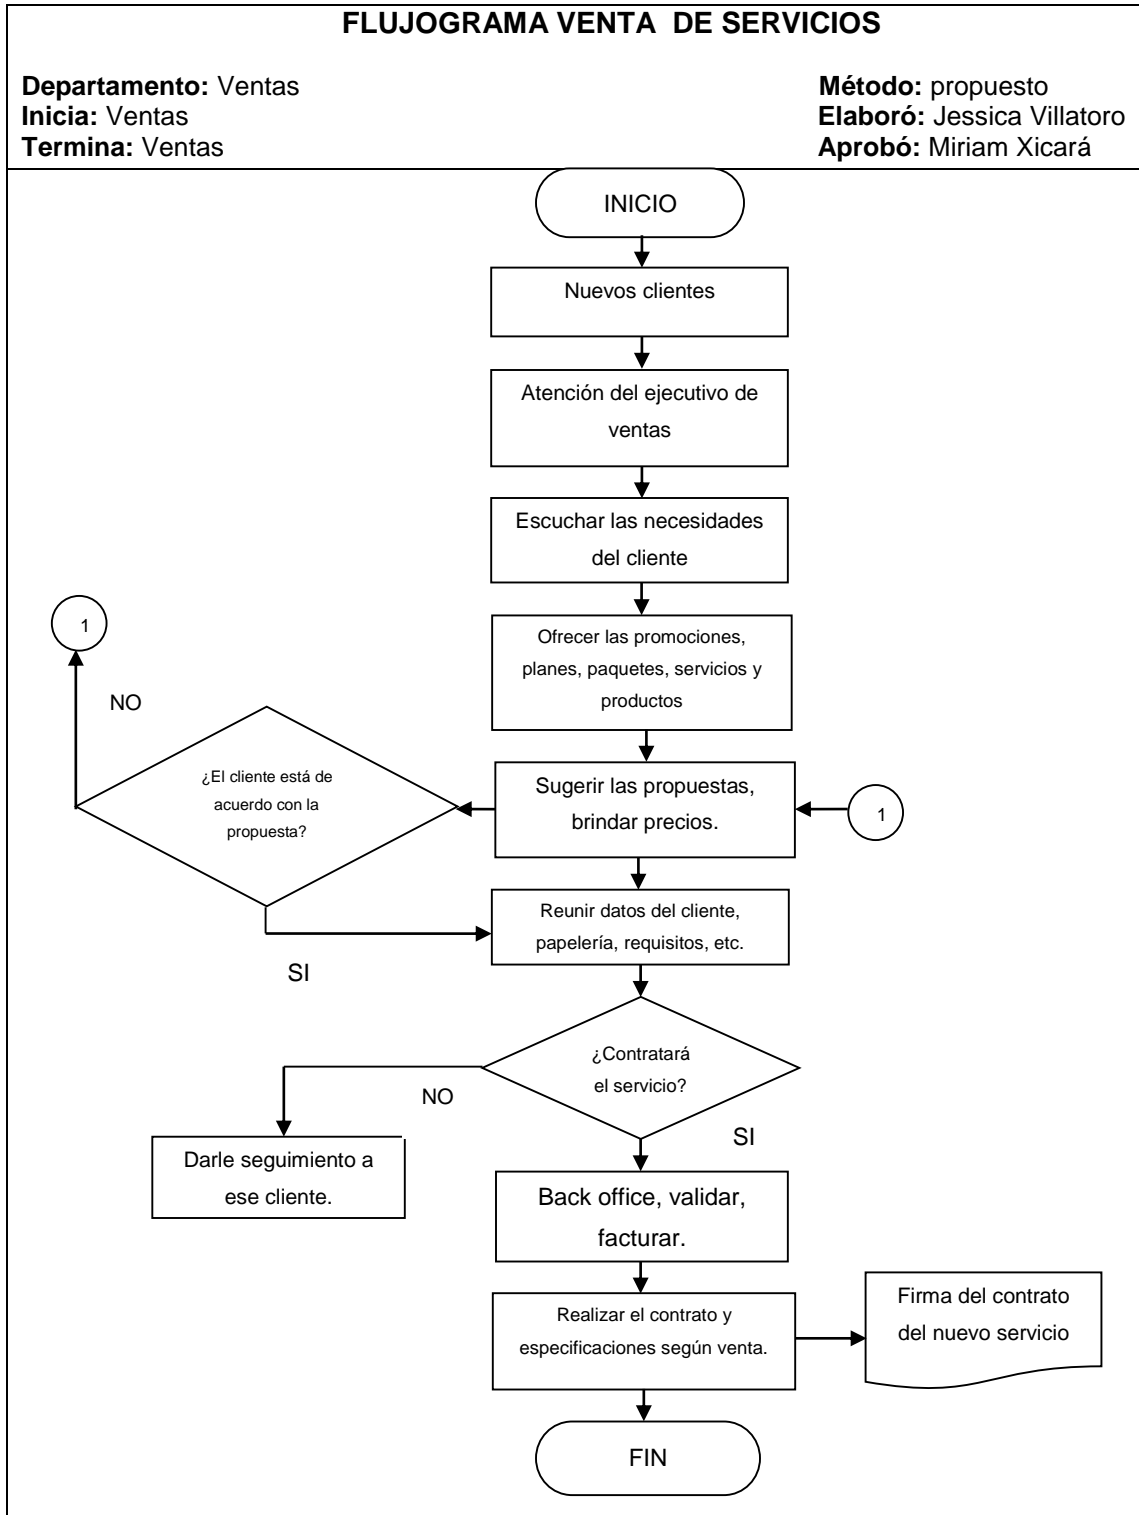 FLUJOGRAMA VENTA DE SERVICIOS
Departamento: Ventas
Inicia: Ventas
Termina: Ventas
Método: propuesto
Elaboró: Jessica Villatoro
Aprobó: Miriam Xicará
INICIO
Nuevos clientes
Atención del ejecutivo de
ventas
Escuchar las necesidades
del cliente
1
Ofrecer las promociones,
planes, paquetes, servicios y
productos
NO
¿El cliente está de
acuerdo con la
propuesta?
Sugerir las propuestas,
brindar precios.
1
Reunir datos del cliente,
papelería, requisitos, etc.
SI
¿Contratará
el servicio?
NO
SI
Darle seguimiento a
ese cliente.
Back office, validar,
facturar.
Realizar el contrato y
especificaciones según venta.
Firma del contrato
del nuevo servicio
FIN